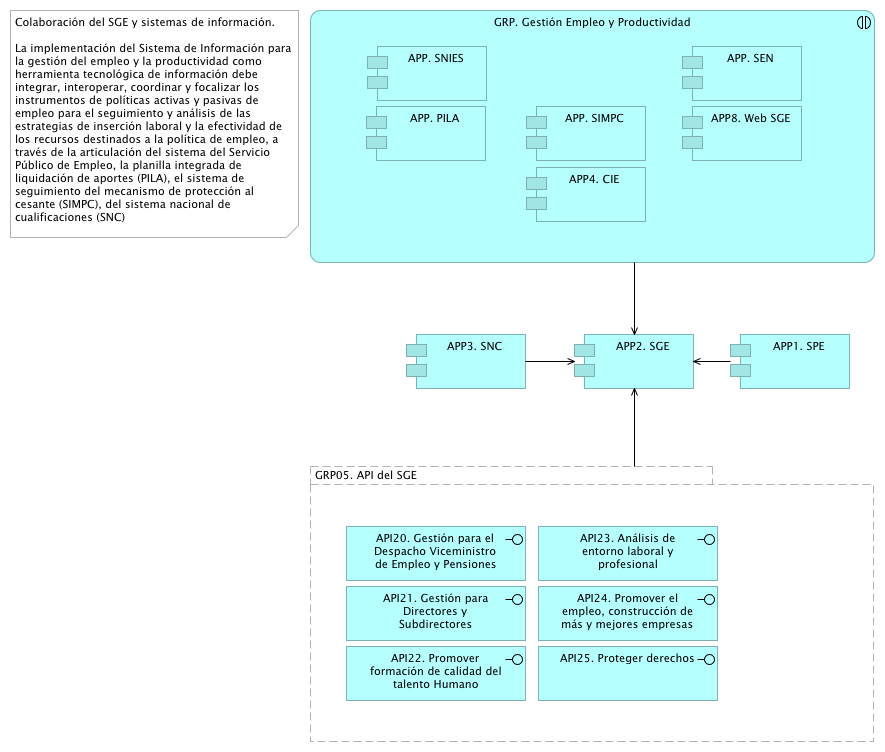 Colaboración del SGE y sistemas de información.
La implementación del Sistema de Información para
la gestión del empleo y la productividad como
herramienta tecnológica de información debe
integrar, interoperar, coordinar y focalizar los
instrumentos de políticas activas y pasivas de
empleo para el seguimiento y análisis de las
estrategias de inserción laboral y la efectividad de
los recursos destinados a la política de empleo, a
través de la articulación del sistema del Servicio
Público de Empleo, la planilla integrada de
liquidación de aportes (PILA), el sistema de
seguimiento del mecanismo de protección al
cesante (SIMPC), del sistema nacional de
cualificaciones (SNC)
GRP. Gestión Empleo y Productividad
APP. SNIES
APP. SEN
APP. PILA
APP. SIMPC
APP8. Web SGE
APP4. CIE
APP3. SNC
APP2. SGE
APP1. SPE
GRP05. API del SGE
API20. Gestión para el
Despacho Viceministro
de Empleo y Pensiones
API23. Análisis de
entorno laboral y
profesional
API21. Gestión para
Directores y
Subdirectores
API24. Promover el
empleo, construcción de
más y mejores empresas
API22. Promover
formación de calidad del
talento Humano
API25. Proteger derechos